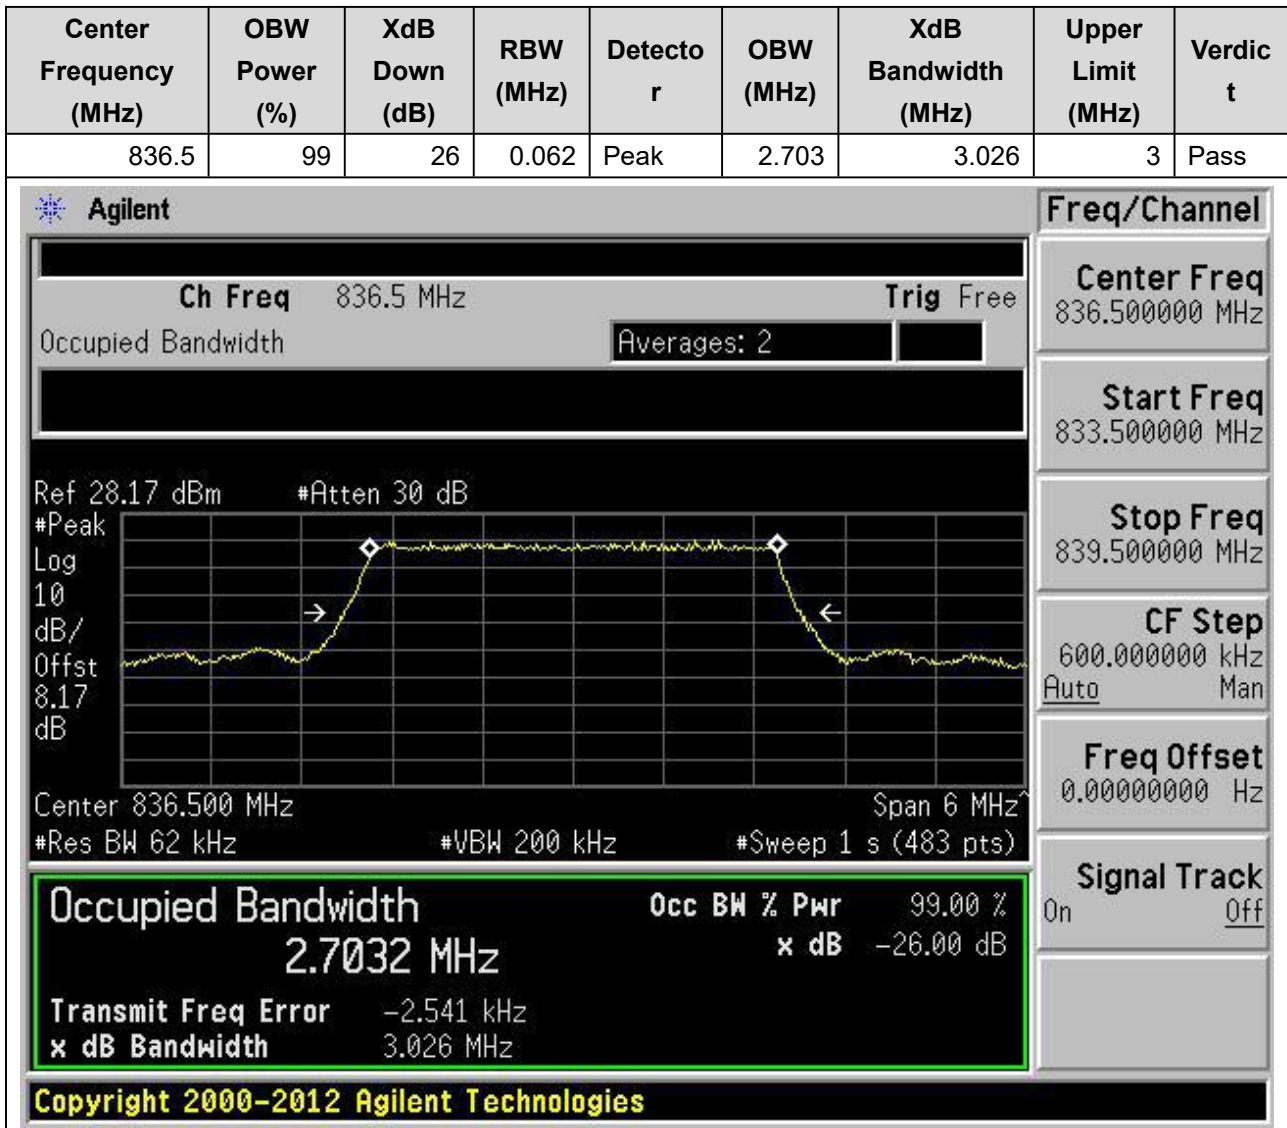 Center Frequency (MHz) OBW Power (%) XdB Down (dB) RBW (MHz) Detecto r OBW (MHz) XdB Bandwidth (MHz) Upper Limit (MHz) Verdic t
836.5 99 26 0.062 Peak 2.703 3.026 3 Pass
Agilent
Freq/Channel
Ch Freq 836.5 MHz Trig Free
Occupied Bandwidth Averages: 2
Center Freq
836.500000 MHz
Start Freq
833.500000 MHz
Stop Freq
839.500000 MHz
CF Step
600.000000 kHz
Auto Man
Freq Offset
0.00000000 Hz
Signal Track
On Off
Ref 28.17 dBm #Atten 30 dB
#Peak
Log
10
dB/
Offst
8.17
dB
Center 836.500 MHz Span 6 MHz^
#Res BW 62 kHz #VBW 200 kHz #Sweep 1 s (483 pts)
Occupied Bandwidth Occ BW % Pwr 99.00 %
2.7032 MHz x dB -26.00 dB
Transmit Freq Error -2.541 kHz
x dB Bandwidth 3.026 MHz
Copyright 2000-2012 Agilent Technologies